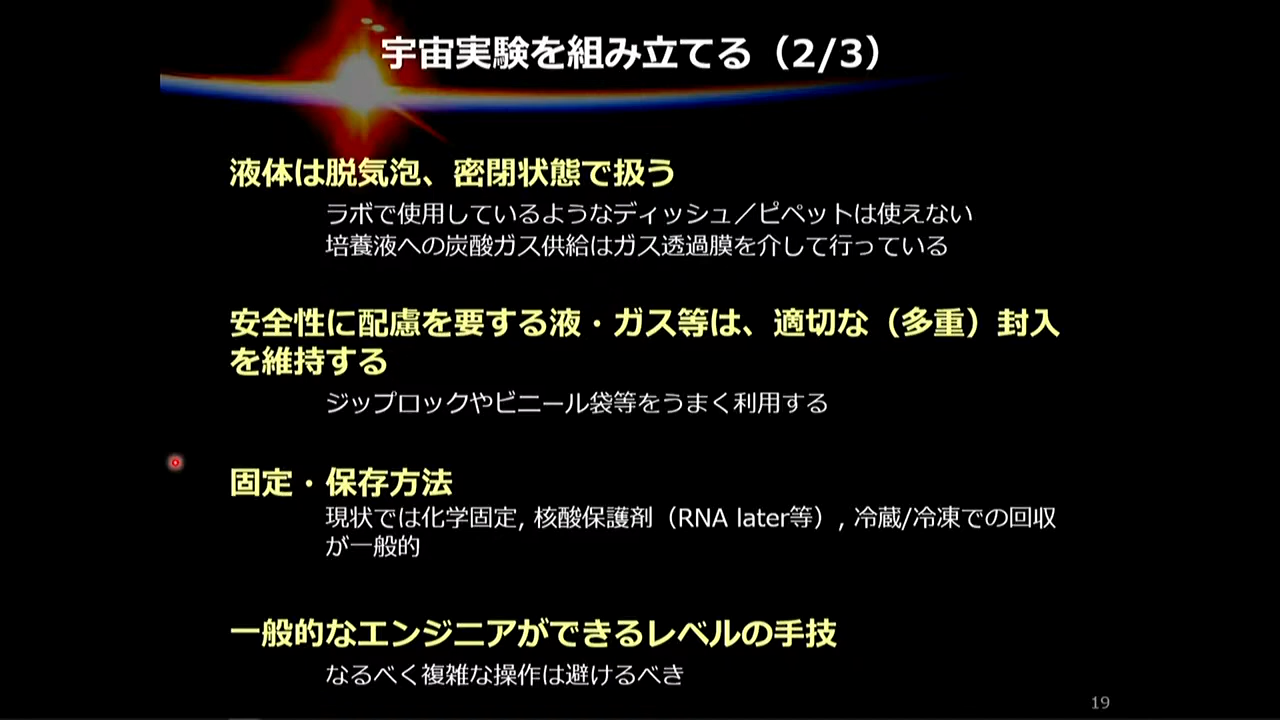 宇宙実験を組み立てる（2/3）
液体は脱気泡、密閉状態で扱う
ラボで使用しているようなディッシュ／ピペットは使えない
培養液への炭酸ガス供給はガス透過膜を介して行っている
安全性に配慮を要する液・ガス等は、適切な（多重）封入
を維持する
ジップロックやビニール袋等をうまく利用する
固定・保存方法
現状では化学固定, 核酸保護剤（RNA later等）, 冷蔵/冷凍での回収
が一般的
一般的なエンジニアができるレベルの手技
なるべく複雑な操作は避けるべき
19